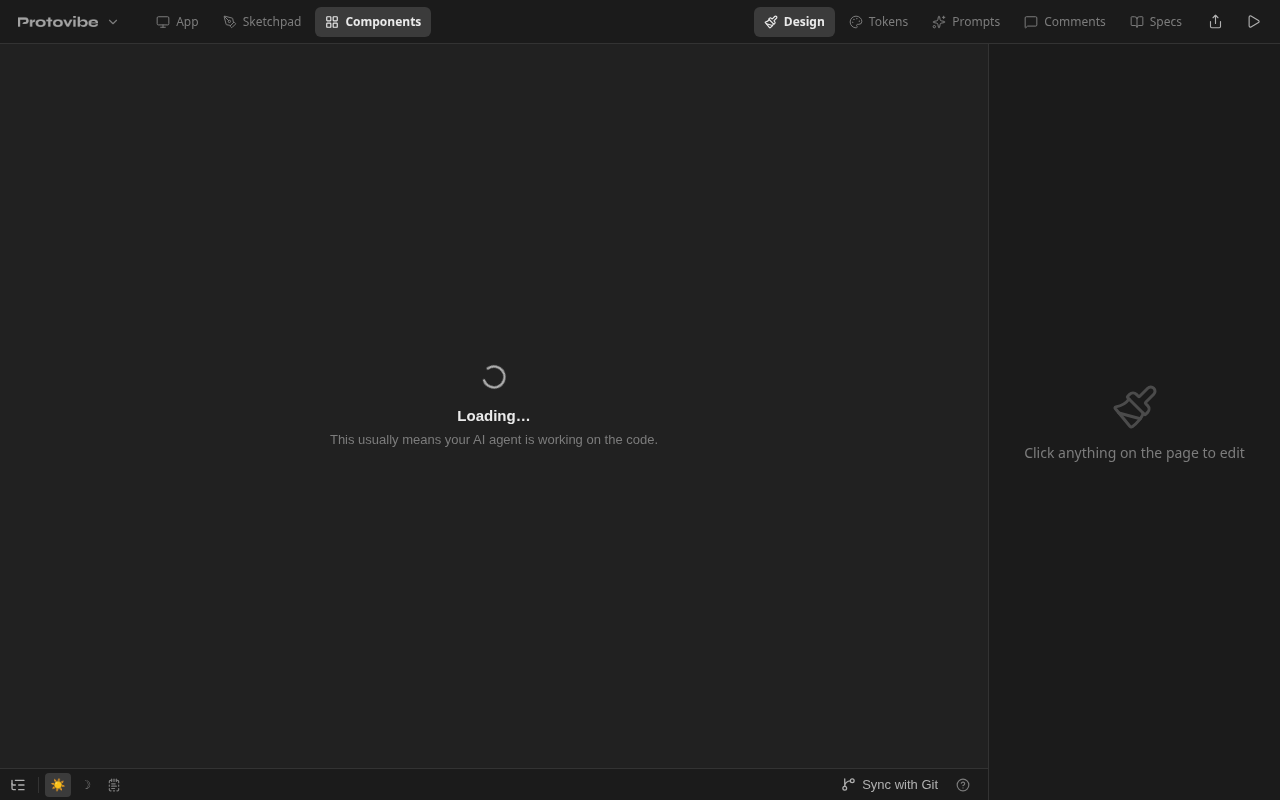 Protovibe
App
Sketchpad
Components
Design
Tokens
Prompts
Comments
Specs
Loading…
This usually means your AI agent is working on the code.
Click anything on the page to edit
Sync with Git